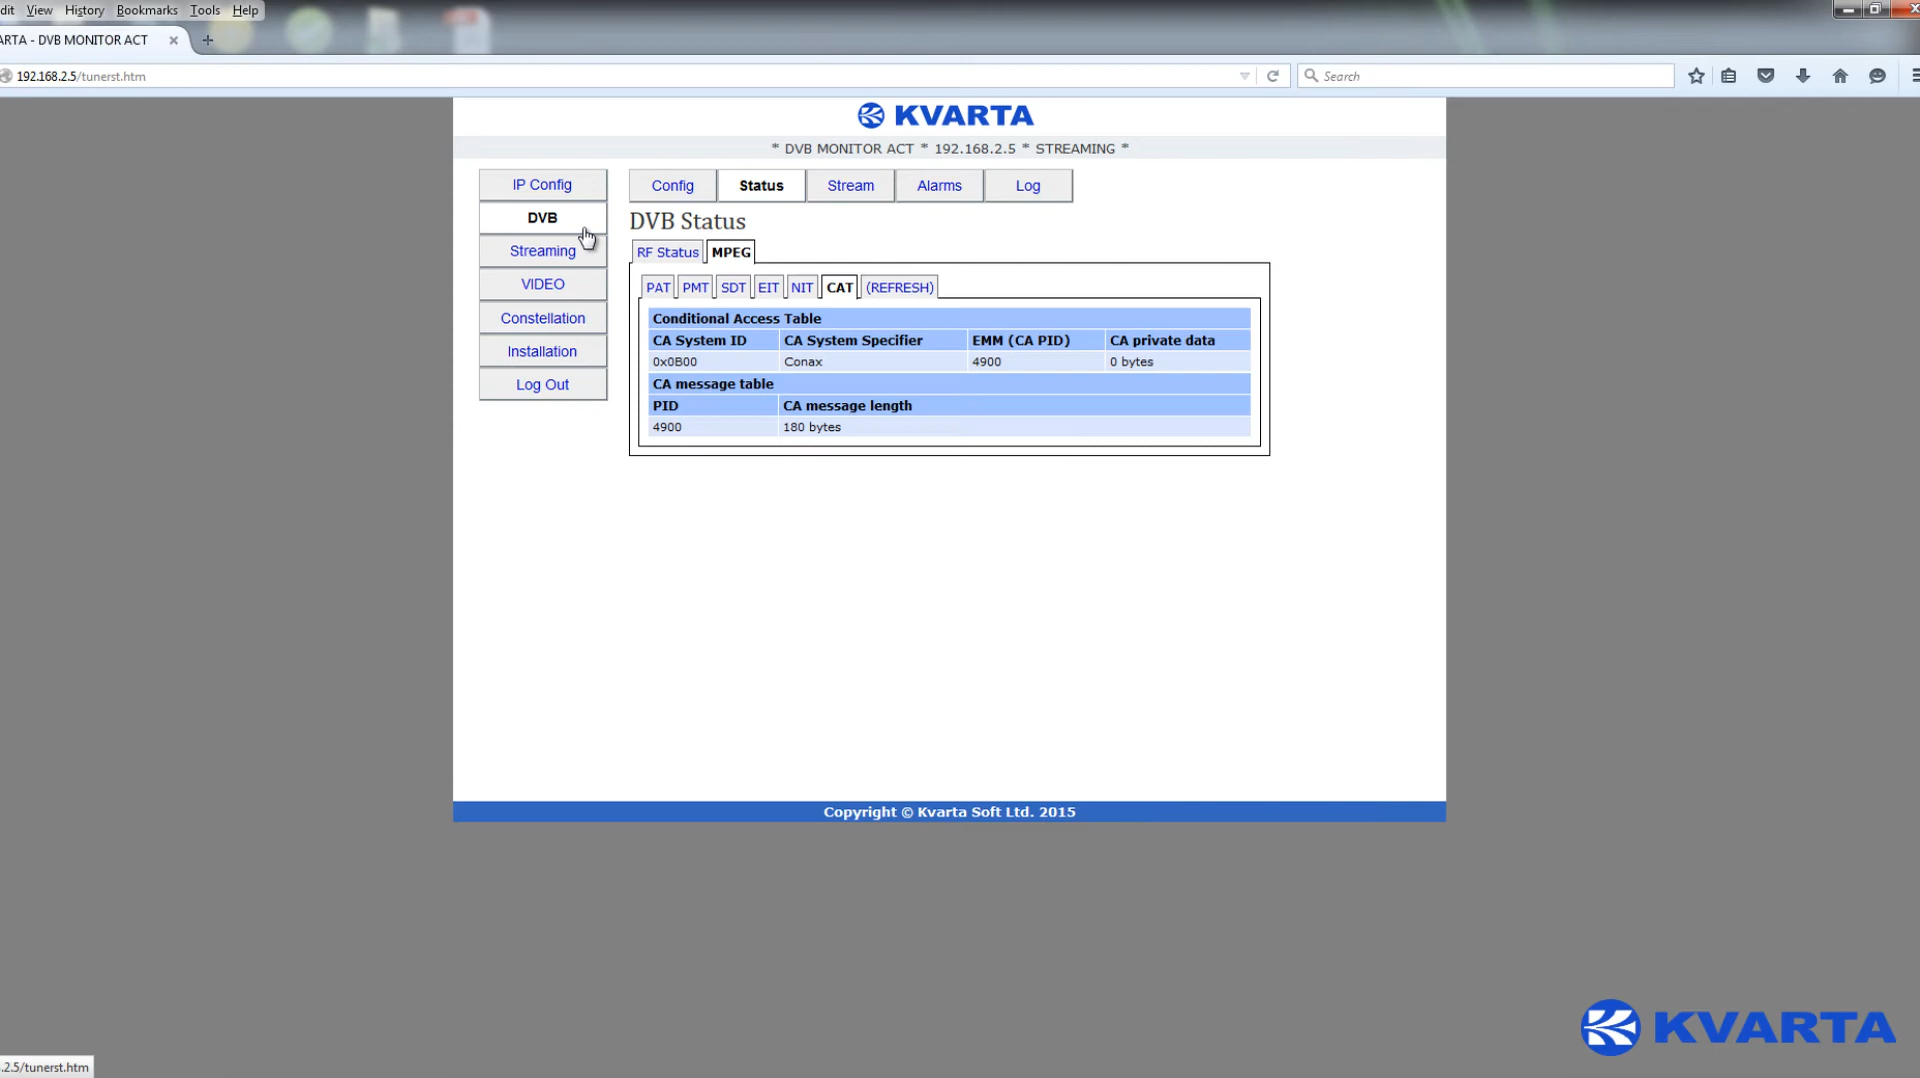 dit View History Bookmarks Tools Help
ARTA - DVB MONITOR ACT
192.168.2.5/tunerst.htm
Search
KVARTA
* DVB MONITOR ACT * 192.168.2.5 * STREAMING *
IP Config
DVB
Streaming
VIDEO
Constellation
Installation
Log Out
Config Status Stream Alarms Log
DVB Status
RF Status MPEG
PAT PMT SDT EIT NIT CAT (REFRESH)
Conditional Access Table
CA System ID CA System Specifier EMM (CA PID) CA private data
0x0B00 Conax 4900 0 bytes
CA message table
PID CA message length
4900 180 bytes
Copyright © Kvarta Soft Ltd. 2015
KVARTA
.2.5/tunerst.htm